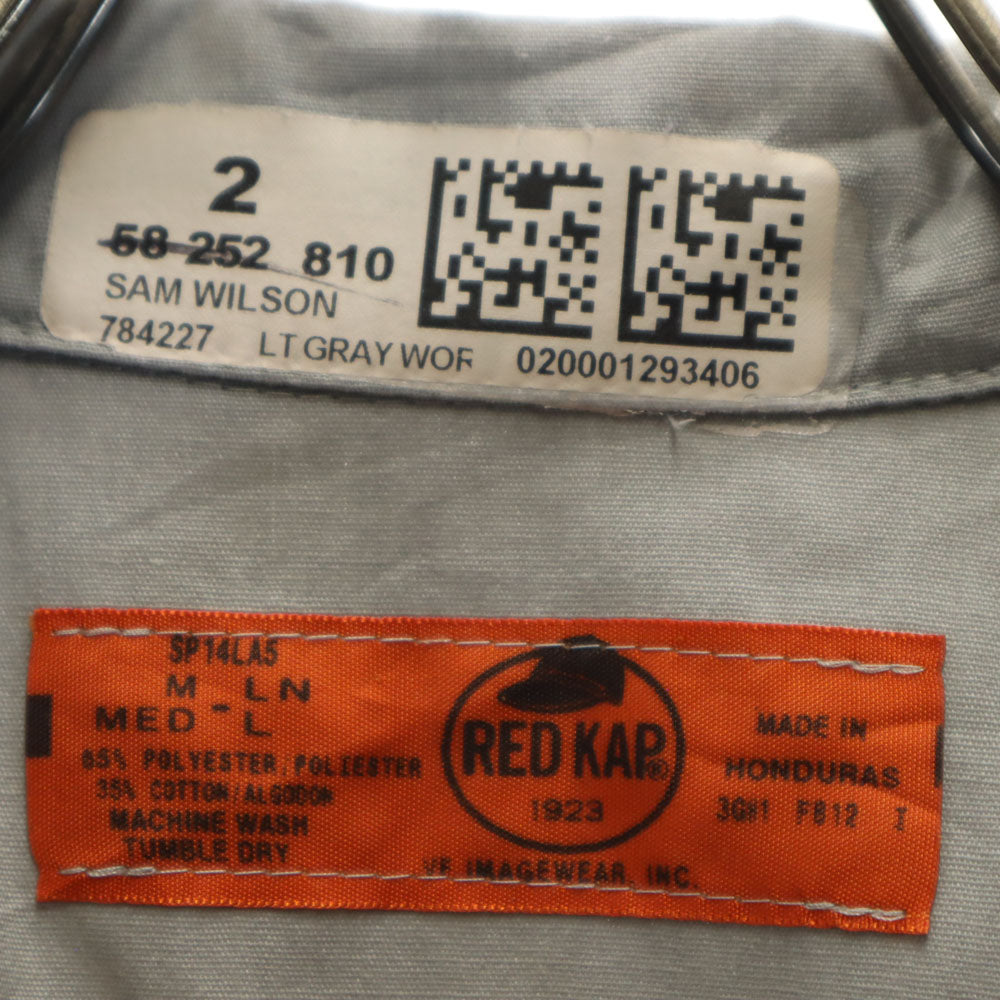 2
58-252 810
SAM WILSON
784227 LT GRAY WOR 020001293406
SP14LA5
M - LN
MED - L
65% POLYESTER, POLIESTER
35% COTTON/ALGODON
MACHINE WASH
TUMBLE DRY
RED KAP®
1923
VF IMAGEWEAR, INC.
MADE IN
HONDURAS
3GH1 F812 I